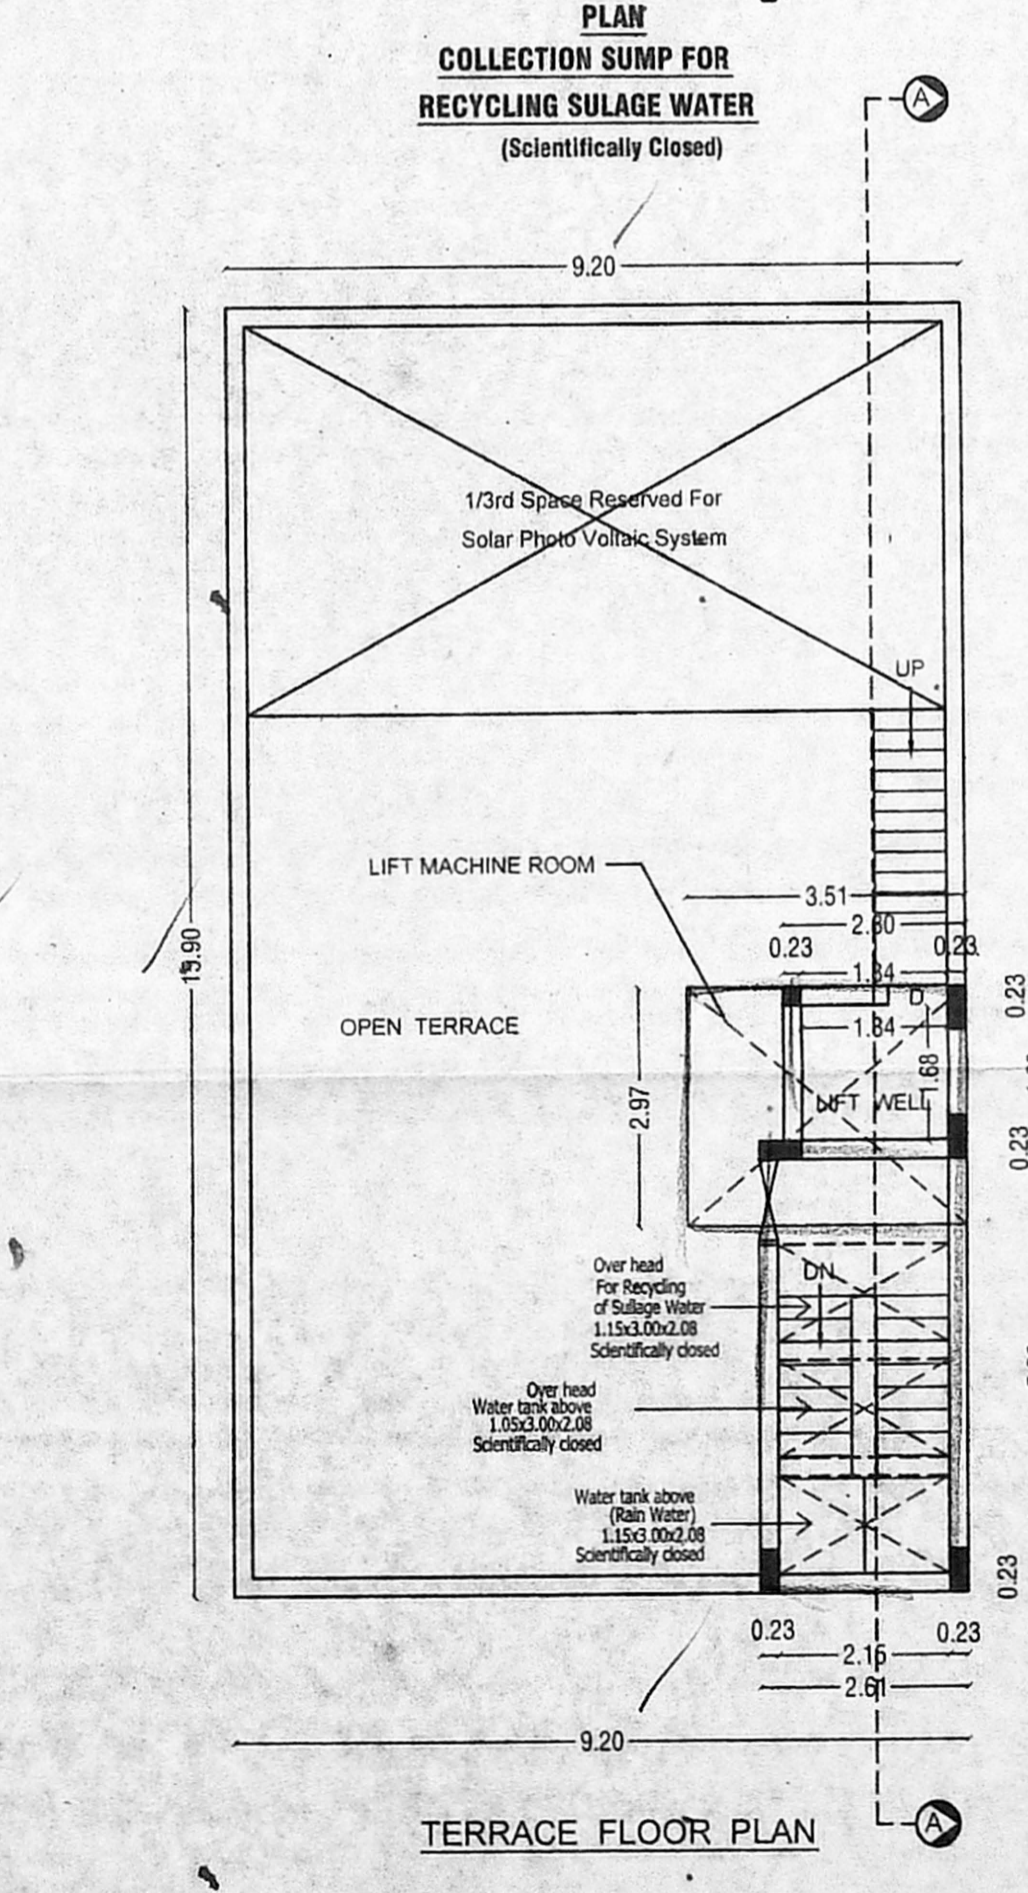 PLAN
COLLECTION SUMP FOR
RECYCLING SULAGE WATER
(Scientifically Closed)
A
9.20
1/3rd Space Reserved For
Solar Photo Voltaic System
UP
LIFT MACHINE ROOM
3.51
2.80
0.23
0.23
1.84
D
0.23
OPEN TERRACE
1.84
1.68
2.97
LIFT WELL
0.23
Over head
For Recycling
of Sullage Water
1.15x3.00x2.08
Scientifically closed
DN
Over head
Water tank above
1.05x3.00x2.08
Scientifically closed
Water tank above
(Rain Water)
1.15x3.00x2.08
Scientifically closed
0.23
0.23
0.23
2.15
2.61
9.20
A
TERRACE FLOOR PLAN